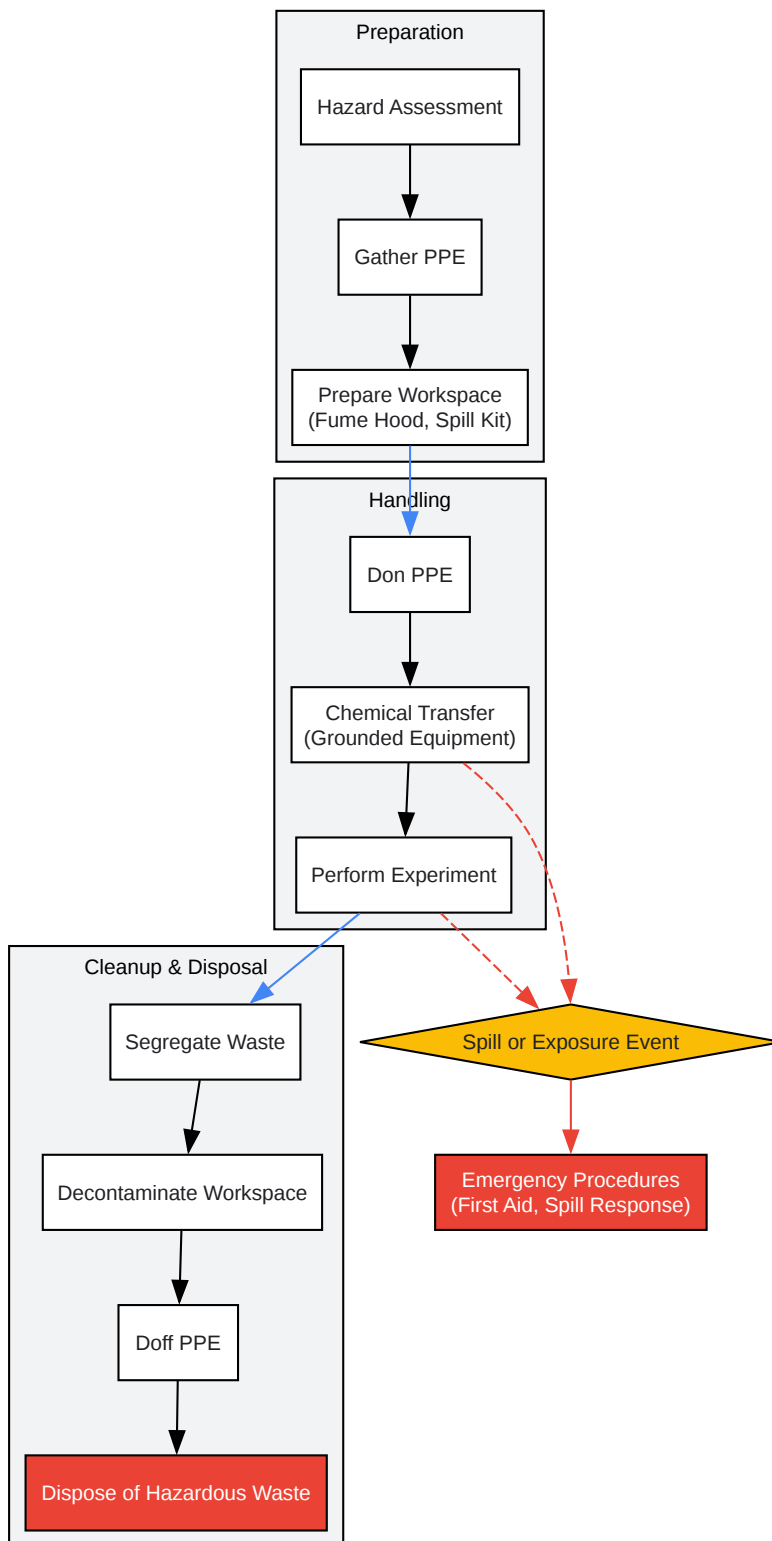 Preparation
Hazard Assessment
Gather PPE
Prepare Workspace
(Fume Hood, Spill Kit)
Handling
Don PPE
Chemical Transfer
(Grounded Equipment)
Perform Experiment
Cleanup & Disposal
Segregate Waste
Spill or Exposure Event
Decontaminate Workspace
Emergency Procedures
(First Aid, Spill Response)
Doff PPE
Dispose of Hazardous Waste